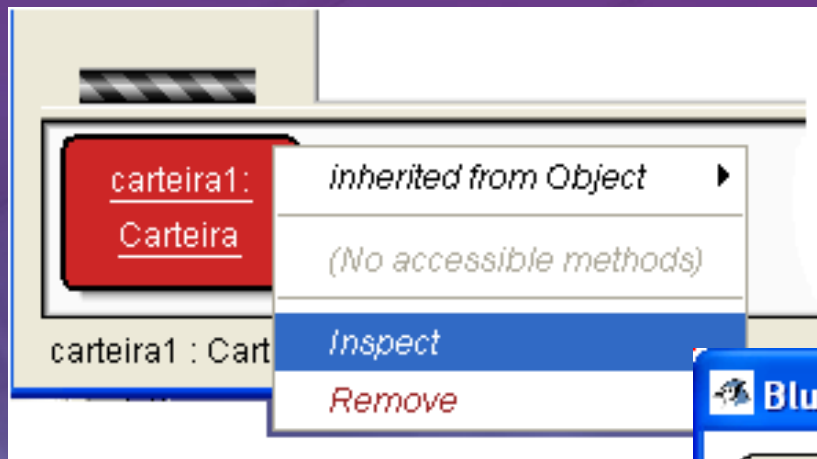 carteira1:
Carteira
inherited from Object
(No accessible methods)
Inspect
carteira1 : Cart
Remove
Blu